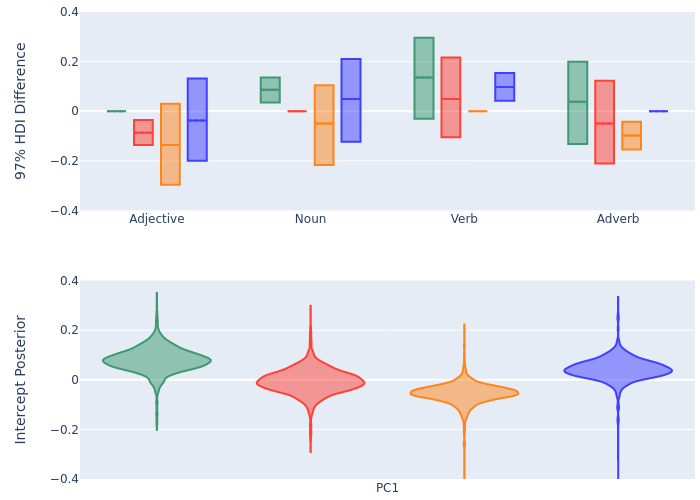 0.4
0.2
0
−0.2
−0.4
97% HDI Difference
Adjective
Noun
Verb
Adverb
0.4
0.2
0
−0.2
−0.4
Intercept Posterior
PC1